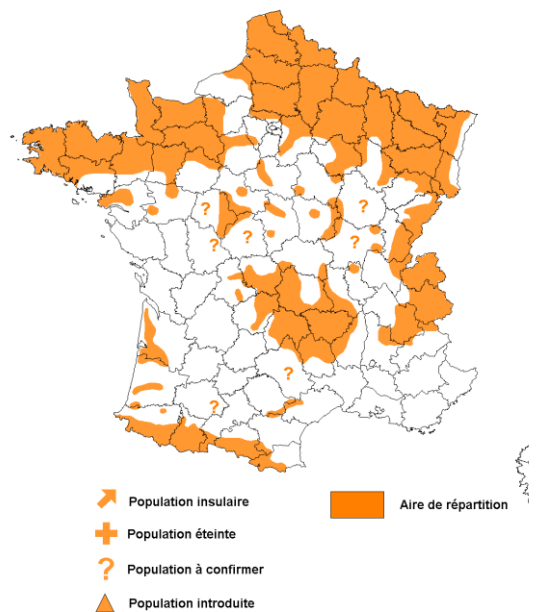 ?
?
?
?
?
?
?
Population insulaire
Aire de répartition
Population éteinte
? Population à confirmer
Population introduite